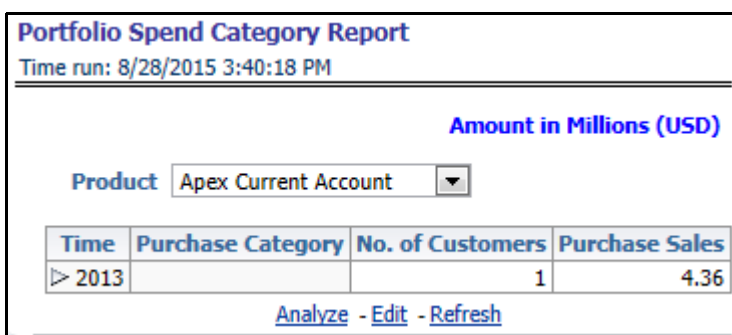 Portfolio Spend Category Report
Time run: 8/28/2015 3:40:18 PM
Amount in Millions (USD)
Product Apex Current Account
Time Purchase Category No. of Customers Purchase Sales
2013 1 4.36
Analyze - Edit - Refresh